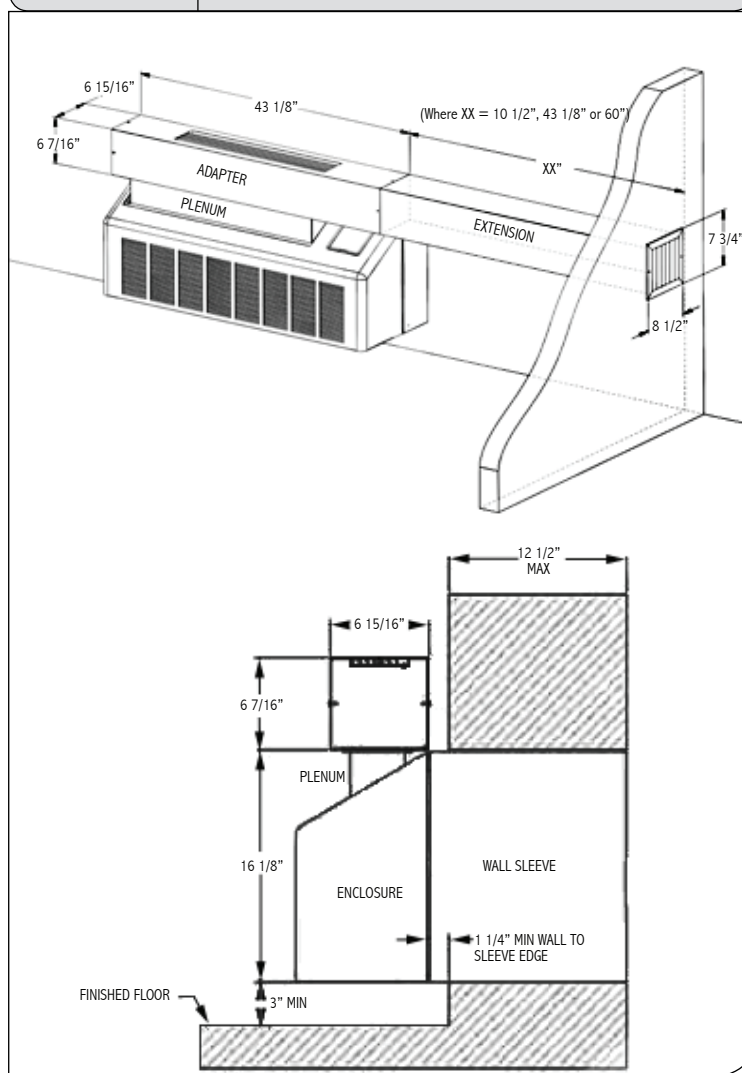 6 15/16”
43 1/8”
(Where XX = 10 1/2”, 43 1/8” or 60”)
6 7/16”
XX”
ADAPTER
PLENUM
EXTENSION
7 3/4”
8 1/2”
12 1/2”
MAX
6 15/16”
6 7/16”
PLENUM
16 1/8”
WALL SLEEVE
ENCLOSURE
1 1/4” MIN WALL TO
SLEEVE EDGE
FINISHED FLOOR
3” MIN